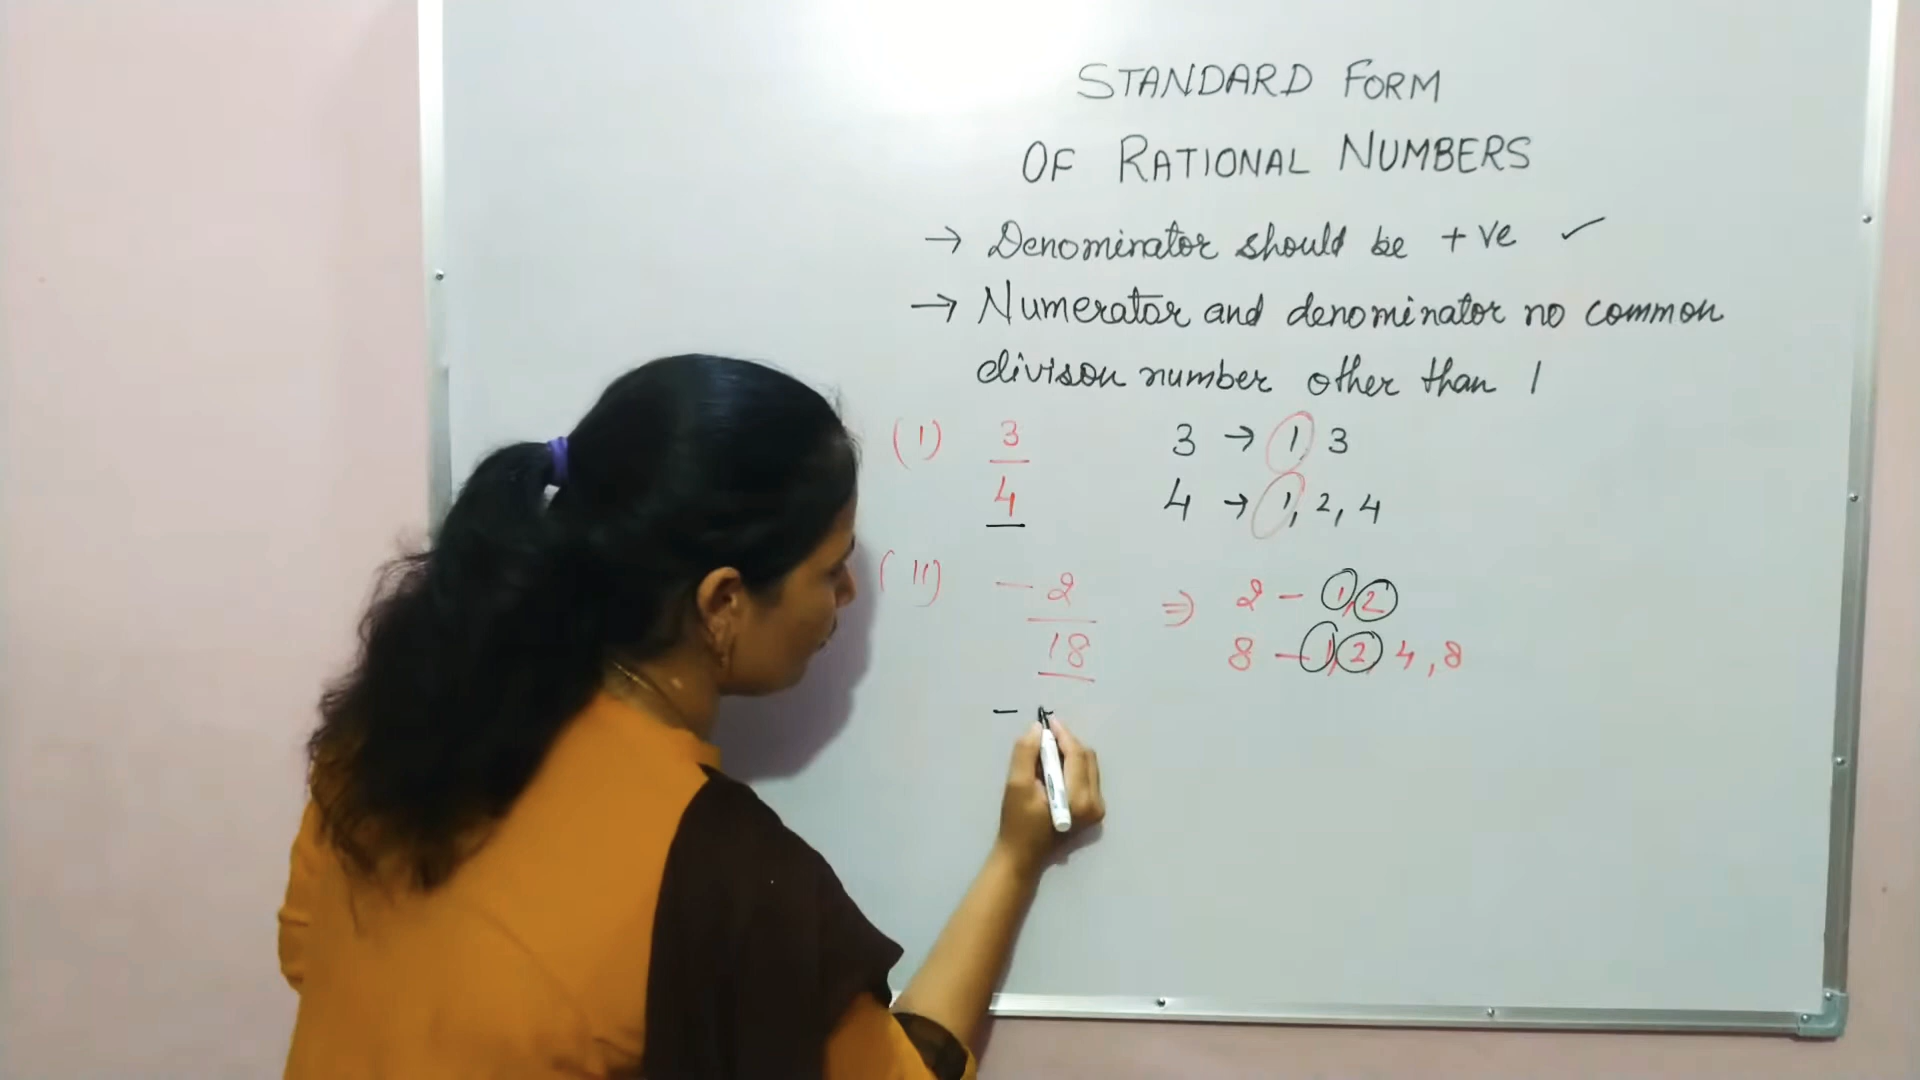 STANDARD FORM
OF RATIONAL NUMBERS
→ Denominator should be +ve ✓
→ Numerator and denominator no common
divison number other than 1
(I) 3/4 3 → 1, 3
4 → 1, 2, 4
(II) -2/18 ⇒ 2 - 1, 2
8 - 1, 2, 4, 8
-